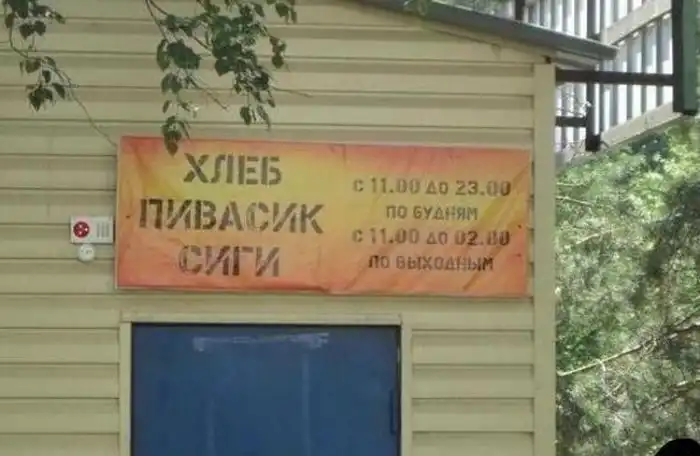 ХЛЕБ
ПИВАСИК
СИГИ
С 11.00 ДО 23.00
ПО БУДНЯМ
С 11.00 ДО 02.00
ПО ВЫХОДНЫМ